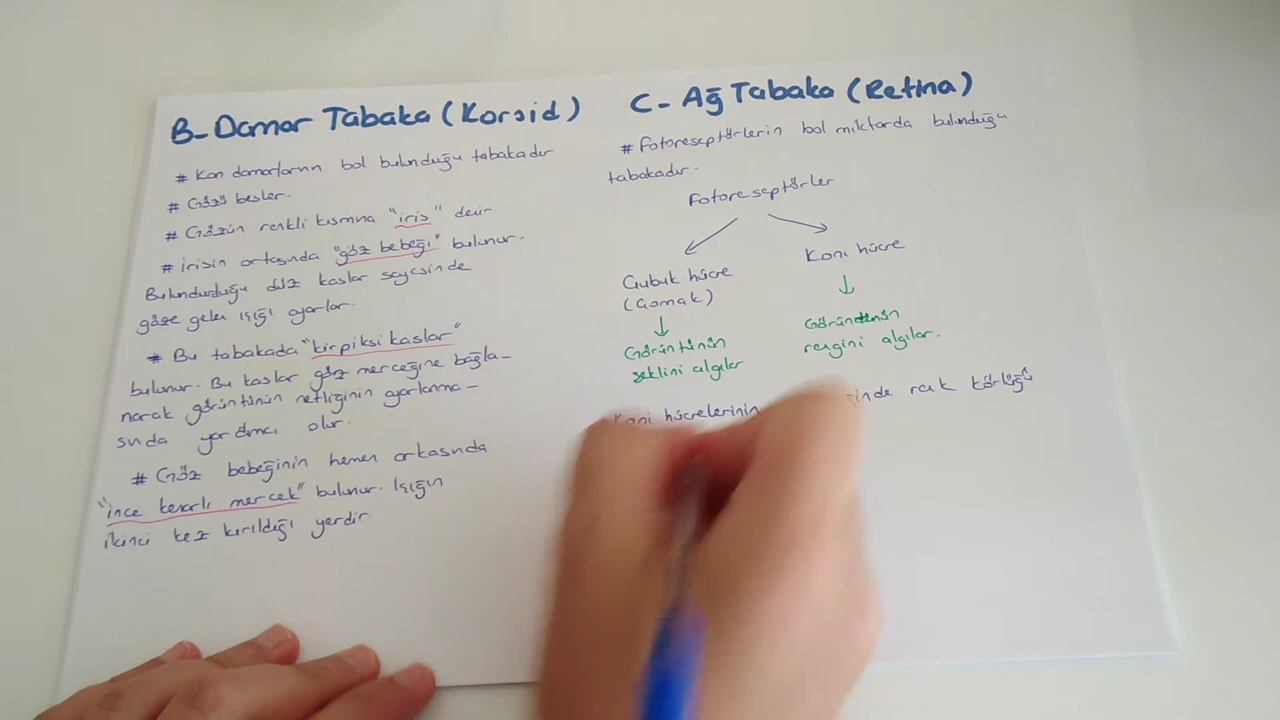 B- Damar Tabaka (Koroid)
# Kan damarlarının bol bulunduğu tabakadır
# Gözü besler.
# Gözün renkli kısmına "iris" denir
# İrisin ortasında "göz bebeği" bulunur.
Bulundurduğu düz kaslar sayesinde
göze gelen ışığı ayarlar.
# Bu tabakada "kirpiksi kaslar"
bulunur. Bu kaslar göz merceğine bağla-
narak görüntünün netliğinin ayarlanma-
sında yardımcı olur.
# Göz bebeğinin hemen arkasında
"ince kenarlı mercek" bulunur. Işığın
ikinci kez kırıldığı yerdir
C- Ağ Tabaka (Retina)
# Fotoreseptörlerin bol miktarda bulunduğu
tabakadır.
Fotoreseptörler
Çubuk hücre
(Çomak)
Görüntünün
şeklini algılar
Koni hücre
Görüntünün
rengini algılar.
Koni hücrelerinin renk körlüğü